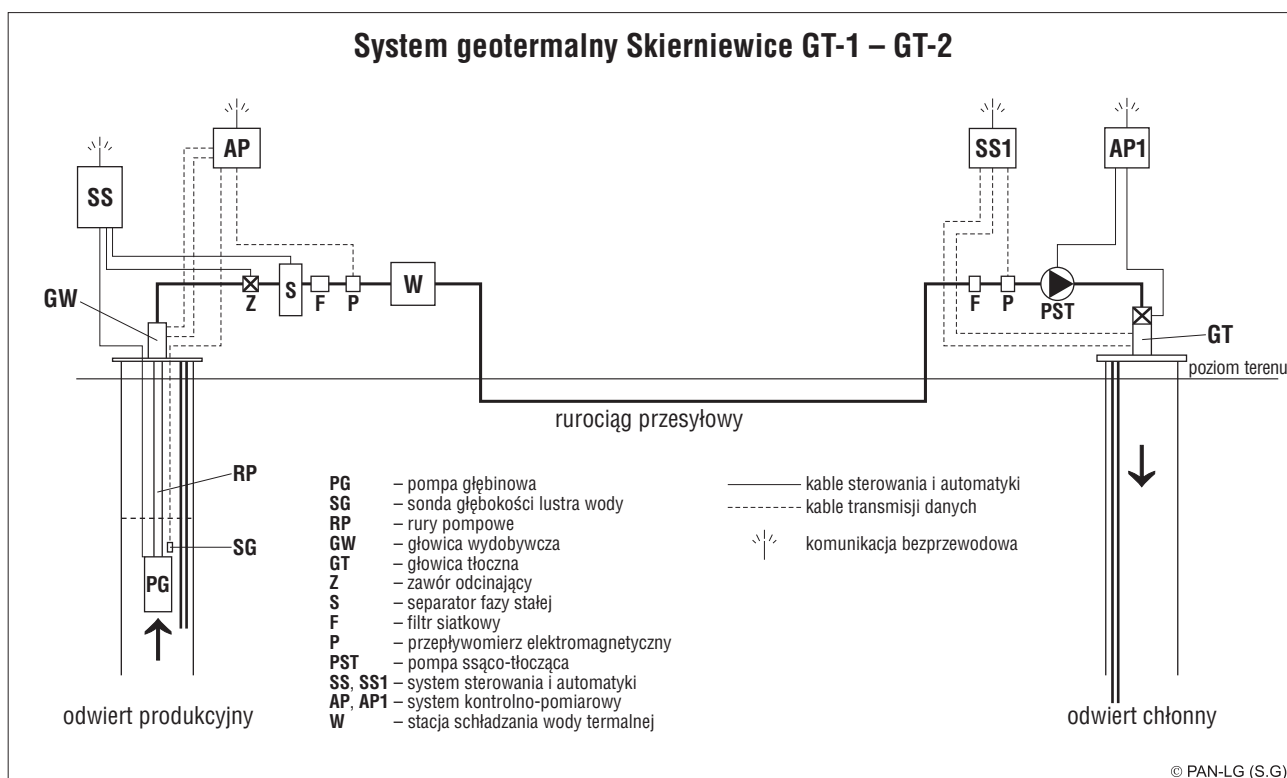 System geotermalny Skierniewice GT-1 – GT-2
SS
AP
SS1
AP1
GW
Z
S
F
P
W
F
P
PST
GT
poziom terenu
rurociąg przesyłowy
RP
SG
PG
PG – pompa głębinowa
SG – sonda głębokości lustra wody
RP – rury pompowe
GW – głowica wydobywcza
GT – głowica tłoczna
Z – zawór odcinający
S – separator fazy stałej
F – filtr siatkowy
P – przepływomierz elektromagnetyczny
PST – pompa ssąco-tłocząca
SS, SS1 – system sterowania i automatyki
AP, AP1 – system kontrolno-pomiarowy
W – stacja schładzania wody termalnej
kable sterowania i automatyki
kable transmisji danych
komunikacja bezprzewodowa
odwiert produkcyjny
odwiert chłonny
© PAN-LG (S.G)